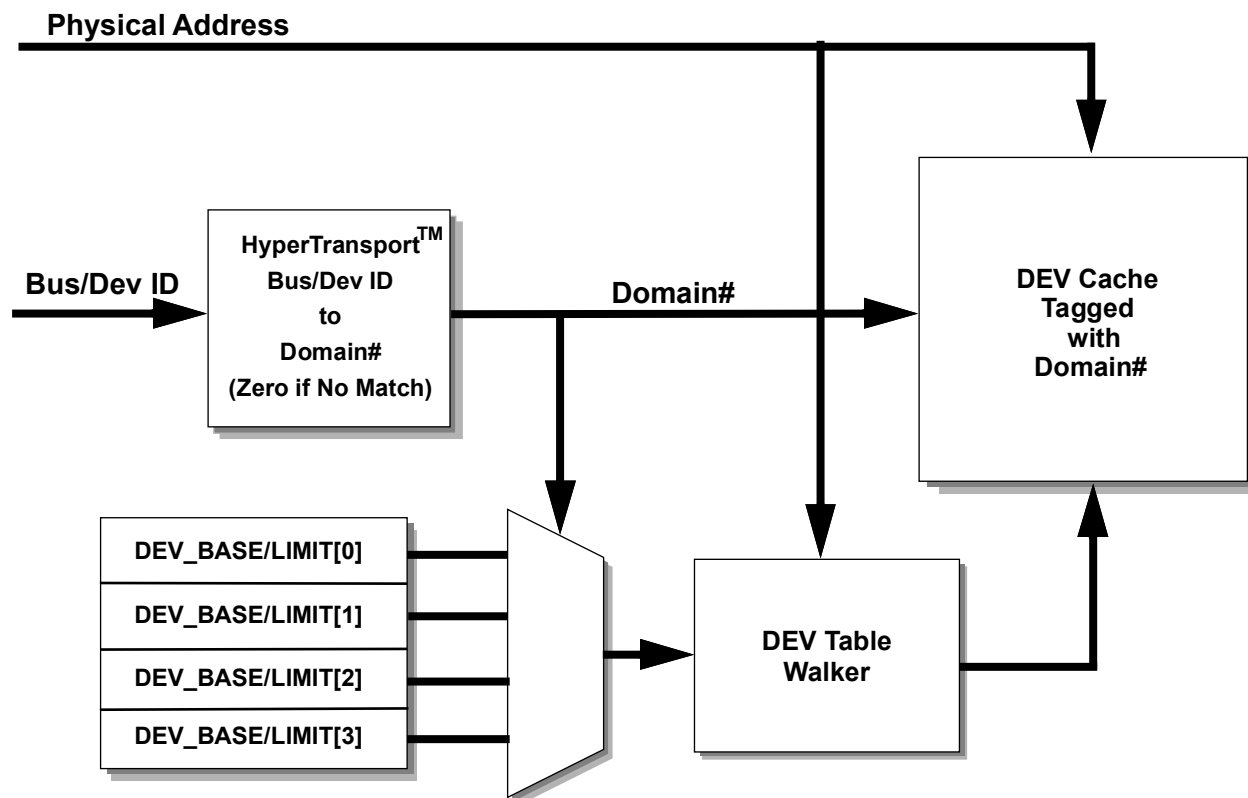 Physical Address
Bus/Dev ID
HyperTransport™
Bus/Dev ID
to
Domain#
(Zero if No Match)
Domain#
DEV Cache
Tagged
with
Domain#
DEV_BASE/LIMIT[0]
DEV_BASE/LIMIT[1]
DEV_BASE/LIMIT[2]
DEV_BASE/LIMIT[3]
DEV Table
Walker